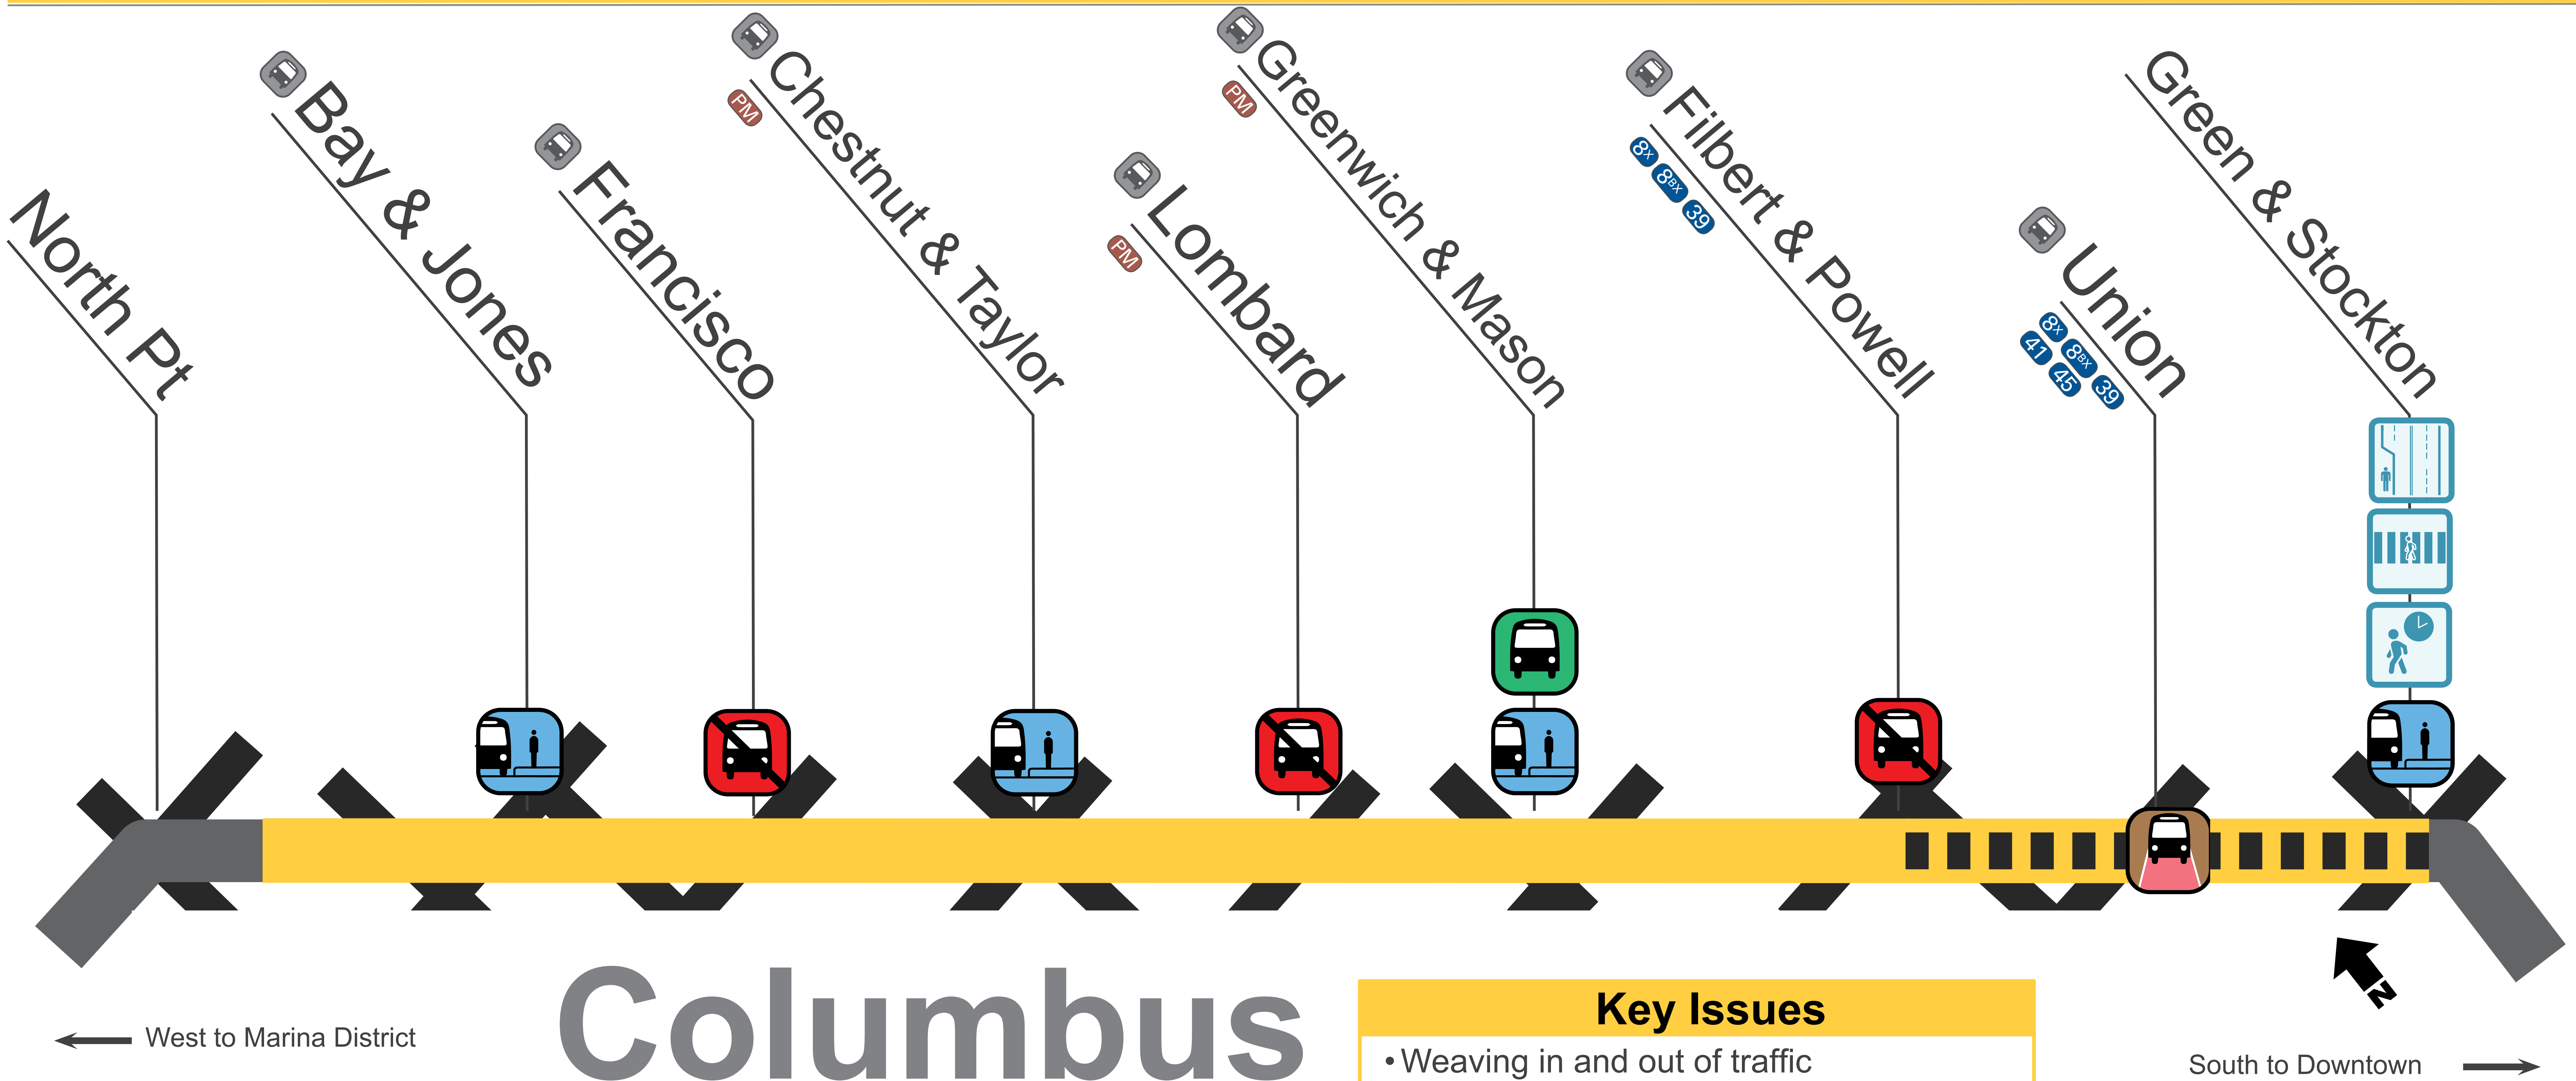 North Pt
Bay & Jones
Francisco
Chestnut & Taylor
PM
Lombard
PM
Greenwich & Mason
PM
Filbert & Powell
8X 8BX 39
Union
8X 8BX 39
41 45
Green & Stockton
N
Columbus
West to Marina District
Key Issues
• Weaving in and out of traffic
South to Downtown